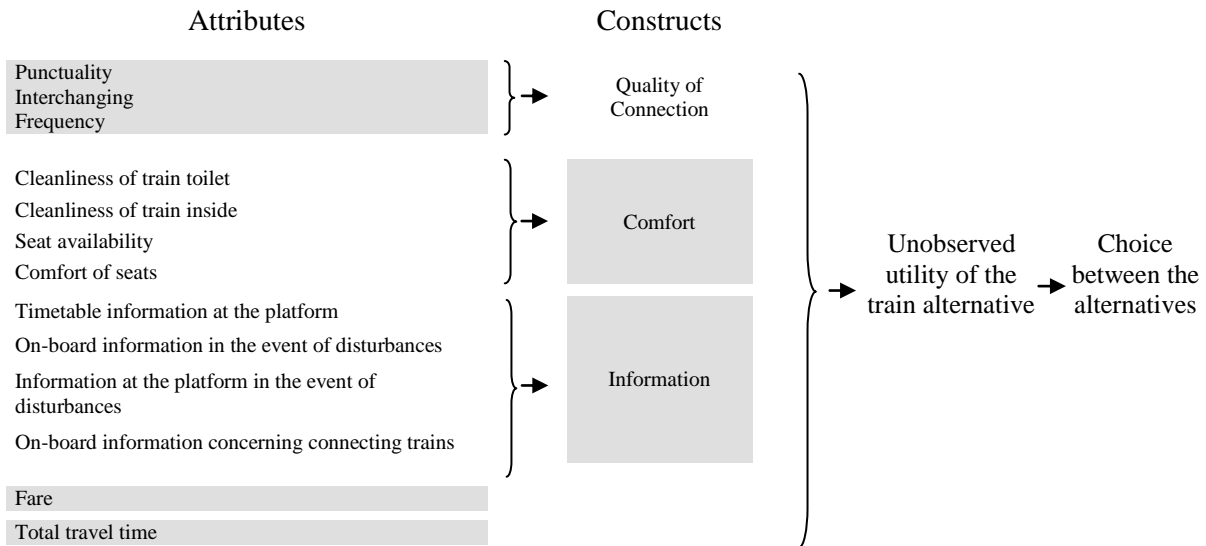 Attributes
Constructs
Punctuality
Interchanging
Frequency
Quality of
Connection
Cleanliness of train toilet
Cleanliness of train inside
Seat availability
Comfort of seats
Comfort
Timetable information at the platform
On-board information in the event of disturbances
Information at the platform in the event of
disturbances
On-board information concerning connecting trains
Information
Fare
Total travel time
Unobserved
utility of the
train alternative
Choice
between the
alternatives